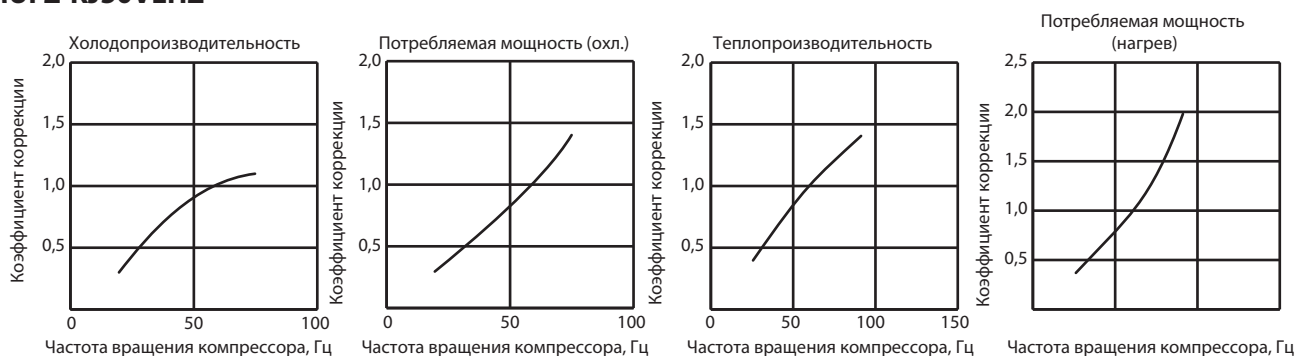 Холодопроизводительность
Коэффициент коррекции
2,0
1,5
1,0
0,5
0 50 100
Частота вращения компрессора, Гц
Потребляемая мощность (охл.)
Коэффициент коррекции
2,0
1,5
1,0
0,5
0 50 100
Частота вращения компрессора, Гц
Теплопроизводительность
Коэффициент коррекции
2,0
1,5
1,0
0,5
0 50 100 150
Частота вращения компрессора, Гц
Потребляемая мощность
(нагрев)
Коэффициент коррекции
2,5
2,0
1,5
1,0
0,5
Частота вращения компрессора, Гц